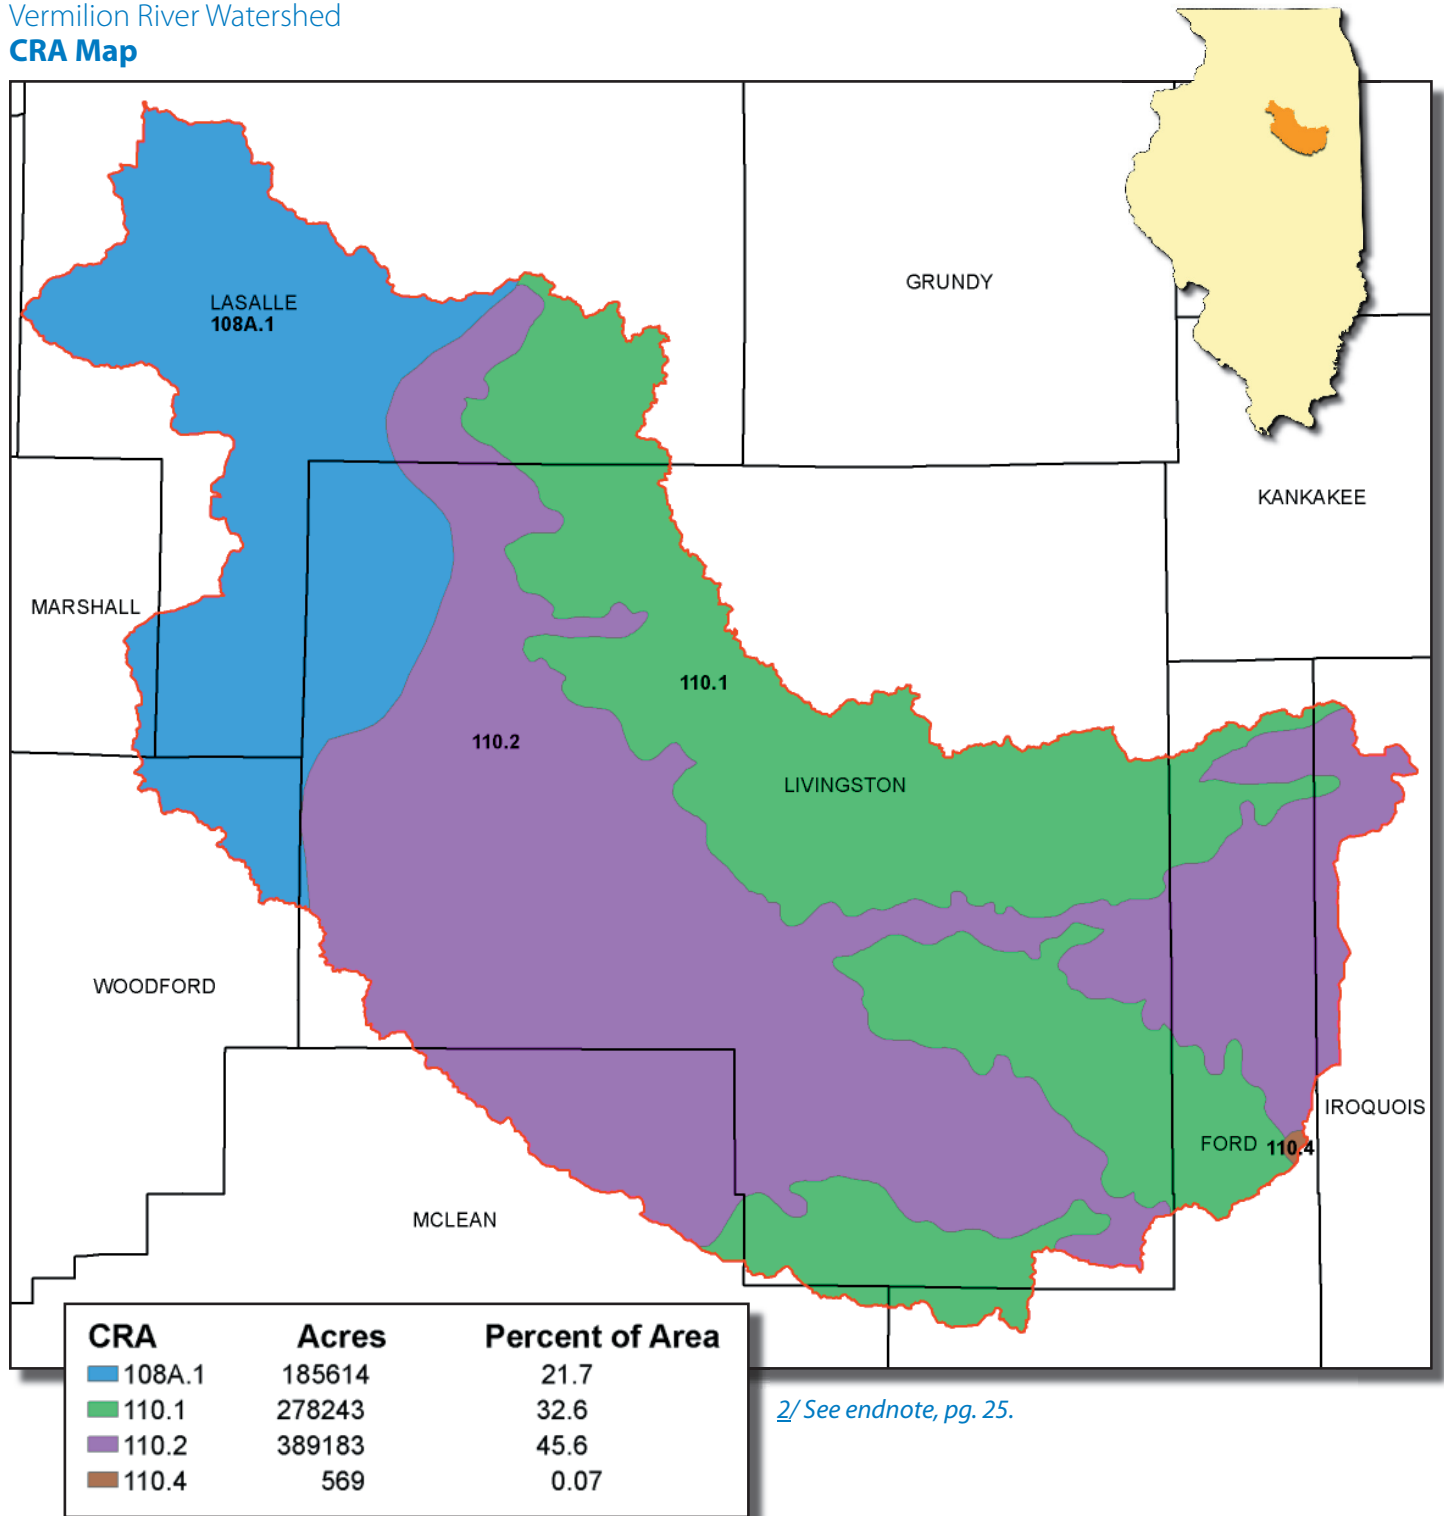 Vermilion River Watershed
CRA Map
GRUNDY
LASALLE
108A.1
KANKAKEE
MARSHALL
110.1
110.2
LIVINGSTON
WOODFORD
IROQUOIS
FORD 110.4
MCLEAN
CRA Acres Percent of Area
108A.1 185614 21.7
110.1 278243 32.6
110.2 389183 45.6
110.4 569 0.07
2/ See endnote, pg. 25.